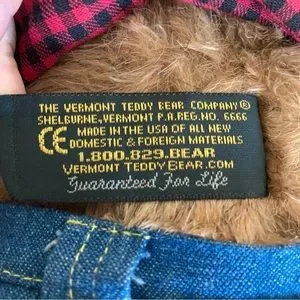 THE VERMONT TEDDY BEAR COMPANY®
SHELBURNE, VERMONT P.A. REG. NO. 6666
CE MADE IN THE USA OF ALL NEW
DOMESTIC & FOREIGN MATERIALS
1.800.829.BEAR
VERMONT TEDDYBEAR.COM
Guaranteed For Life